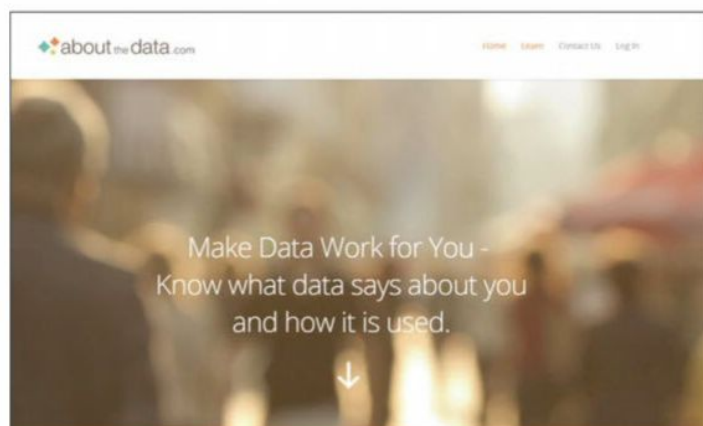 about the data .com
Home Learn Contact Us Log In
Make Data Work for You -
Know what data says about you
and how it is used.